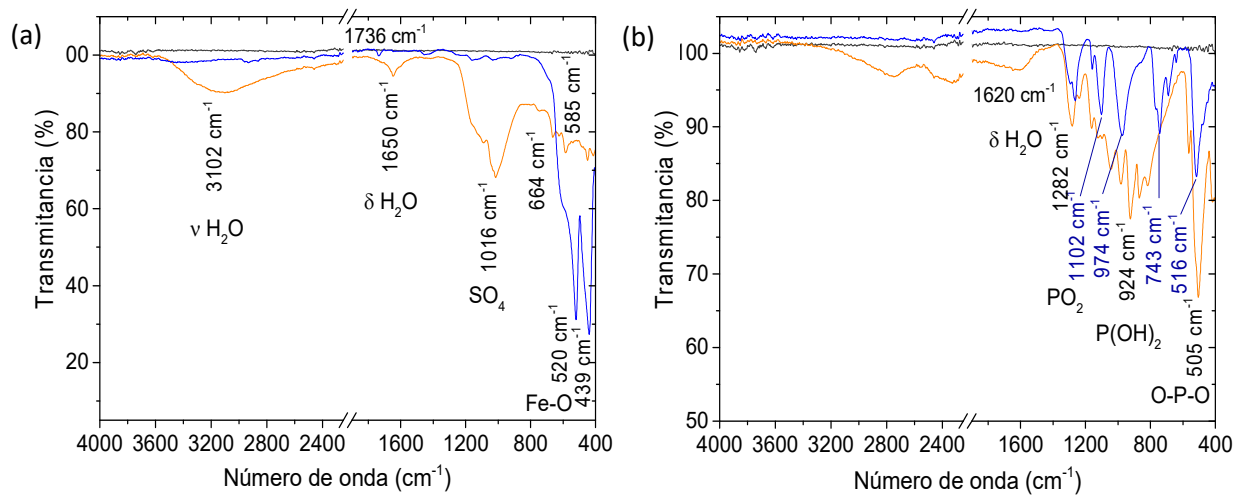 (a)
1736 cm-1
00
80
60
40
20
Transmitancia (%)
3102 cm-1
ν H2O
1650 cm-1
δ H2O
1016 cm-1
SO4
664 cm-1
585 cm-1
520 cm-1
439 cm-1
Fe-O
4000 3600 2800 2400 1600 1200 800 400
Número de onda (cm-1)
(b)
100
90
80
70
60
50
Transmitancia (%)
1620 cm-1
δ H2O
1282 cm-1
1102 cm-1
974 cm-1
924 cm-1
743 cm-1
516 cm-1
505 cm-1
PO2
P(OH)2
O-P-O
4000 3600 2800 2400 1600 1200 800 400
Número de onda (cm-1)